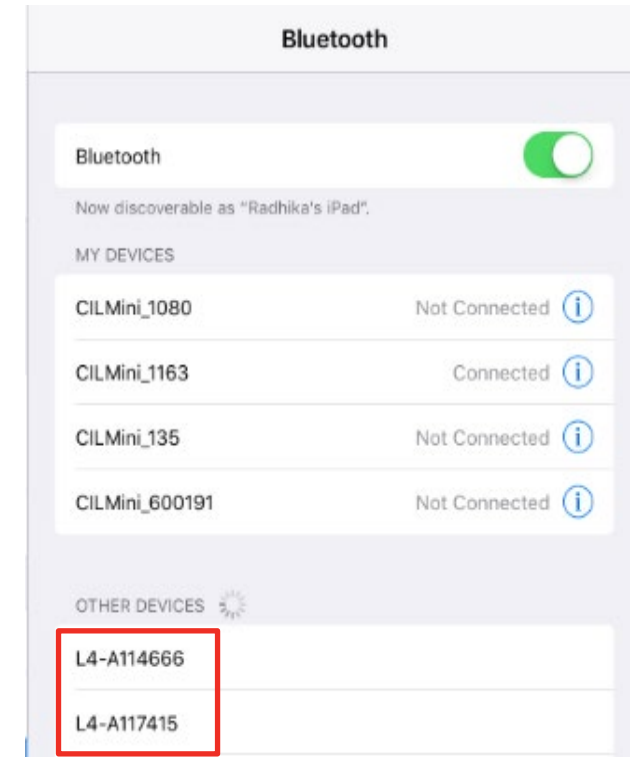 Bluetooth
Bluetooth
Now discoverable as "Radhika's iPad".
MY DEVICES
CILMini_1080 Not Connected i
CILMini_1163 Connected i
CILMini_135 Not Connected i
CILMini_600191 Not Connected i
OTHER DEVICES
L4-A114666
L4-A117415